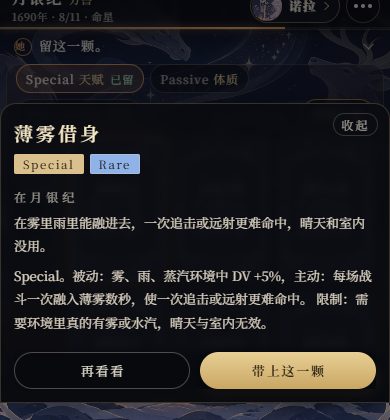 月银纪 万合
1690年 · 8/11 · 命星
诺拉
留这一颗。
Special 天赋 已留
Passive 体质
收起
薄雾借身
Special
Rare
在月银纪
在雾里雨里能融进去，一次追击或远射更难命中，晴天和室内
没用。
Special。被动：雾、雨、蒸汽环境中 DV +5%，主动：每场战
斗一次融入薄雾数秒，使一次追击或远射更难命中。 限制：需
要环境里真的有雾或水汽，晴天与室内无效。
再看看
带上这一颗